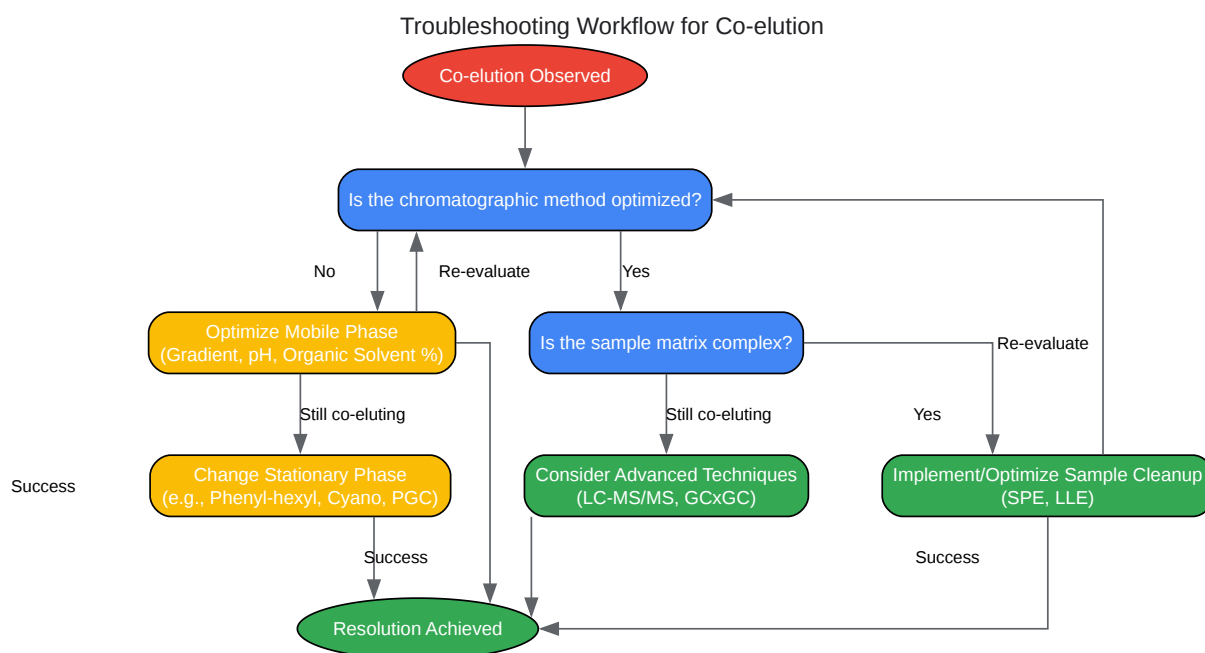 Troubleshooting Workflow for Co-elution
Co-elution Observed
Is the chromatographic method optimized?
No
Re-evaluate
Yes
Optimize Mobile Phase
(Gradient, pH, Organic Solvent %)
Is the sample matrix complex?
Re-evaluate
Still co-eluting
Still co-eluting
Yes
Change Stationary Phase
(e.g., Phenyl-hexyl, Cyano, PGC)
Consider Advanced Techniques
(LC-MS/MS, GCxGC)
Implement/Optimize Sample Cleanup
(SPE, LLE)
Success
Success
Success
Resolution Achieved